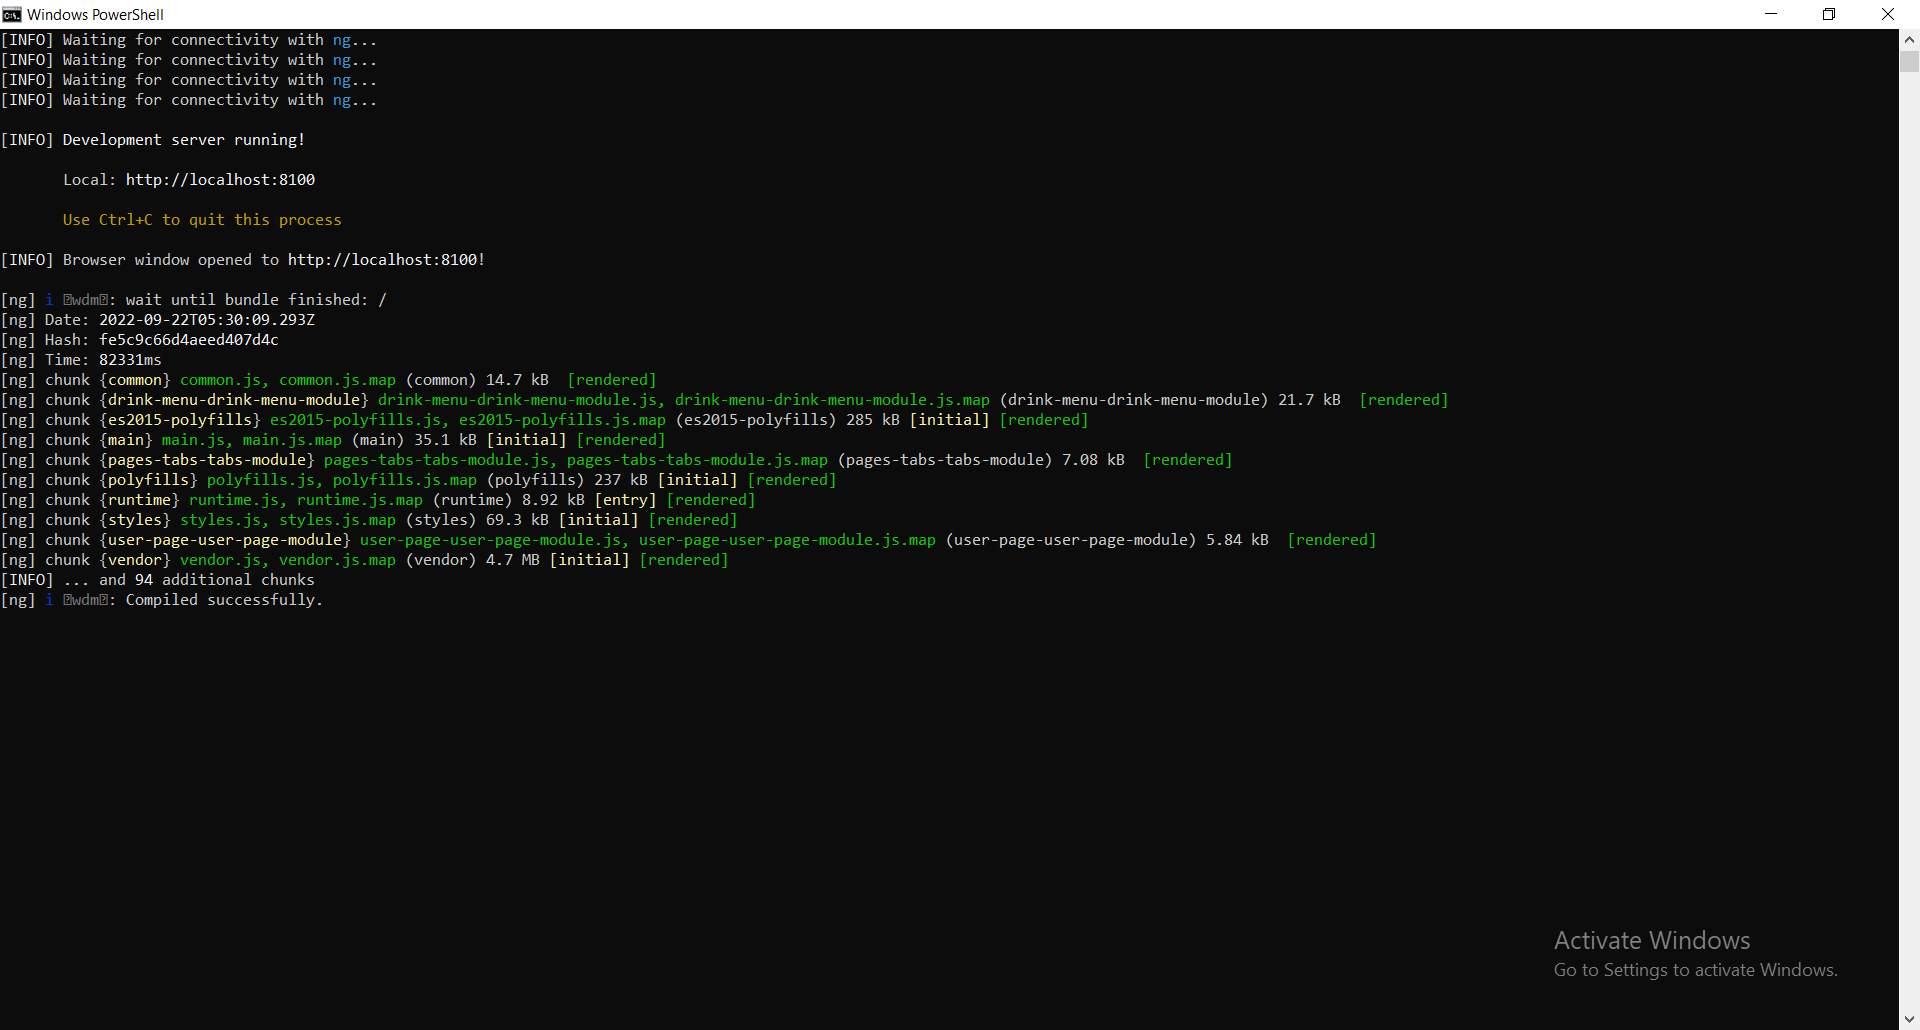 Windows PowerShell
[INFO] Waiting for connectivity with ng...
[INFO] Waiting for connectivity with ng...
[INFO] Waiting for connectivity with ng...
[INFO] Waiting for connectivity with ng...
[INFO] Development server running!
Local: http://localhost:8100
Use Ctrl+C to quit this process
[INFO] Browser window opened to http://localhost:8100!
[ng] i ⍰wdm⍰: wait until bundle finished: /
[ng] Date: 2022-09-22T05:30:09.293Z
[ng] Hash: fe5c9c66d4aeed407d4c
[ng] Time: 82331ms
[ng] chunk {common} common.js, common.js.map (common) 14.7 kB [rendered]
[ng] chunk {drink-menu-drink-menu-module} drink-menu-drink-menu-module.js, drink-menu-drink-menu-module.js.map (drink-menu-drink-menu-module) 21.7 kB [rendered]
[ng] chunk {es2015-polyfills} es2015-polyfills.js, es2015-polyfills.js.map (es2015-polyfills) 285 kB [initial] [rendered]
[ng] chunk {main} main.js, main.js.map (main) 35.1 kB [initial] [rendered]
[ng] chunk {pages-tabs-tabs-module} pages-tabs-tabs-module.js, pages-tabs-tabs-module.js.map (pages-tabs-tabs-module) 7.08 kB [rendered]
[ng] chunk {polyfills} polyfills.js, polyfills.js.map (polyfills) 237 kB [initial] [rendered]
[ng] chunk {runtime} runtime.js, runtime.js.map (runtime) 8.92 kB [entry] [rendered]
[ng] chunk {styles} styles.js, styles.js.map (styles) 69.3 kB [initial] [rendered]
[ng] chunk {user-page-user-page-module} user-page-user-page-module.js, user-page-user-page-module.js.map (user-page-user-page-module) 5.84 kB [rendered]
[ng] chunk {vendor} vendor.js, vendor.js.map (vendor) 4.7 MB [initial] [rendered]
[INFO] ... and 94 additional chunks
[ng] i ⍰wdm⍰: Compiled successfully.
Activate Windows
Go to Settings to activate Windows.